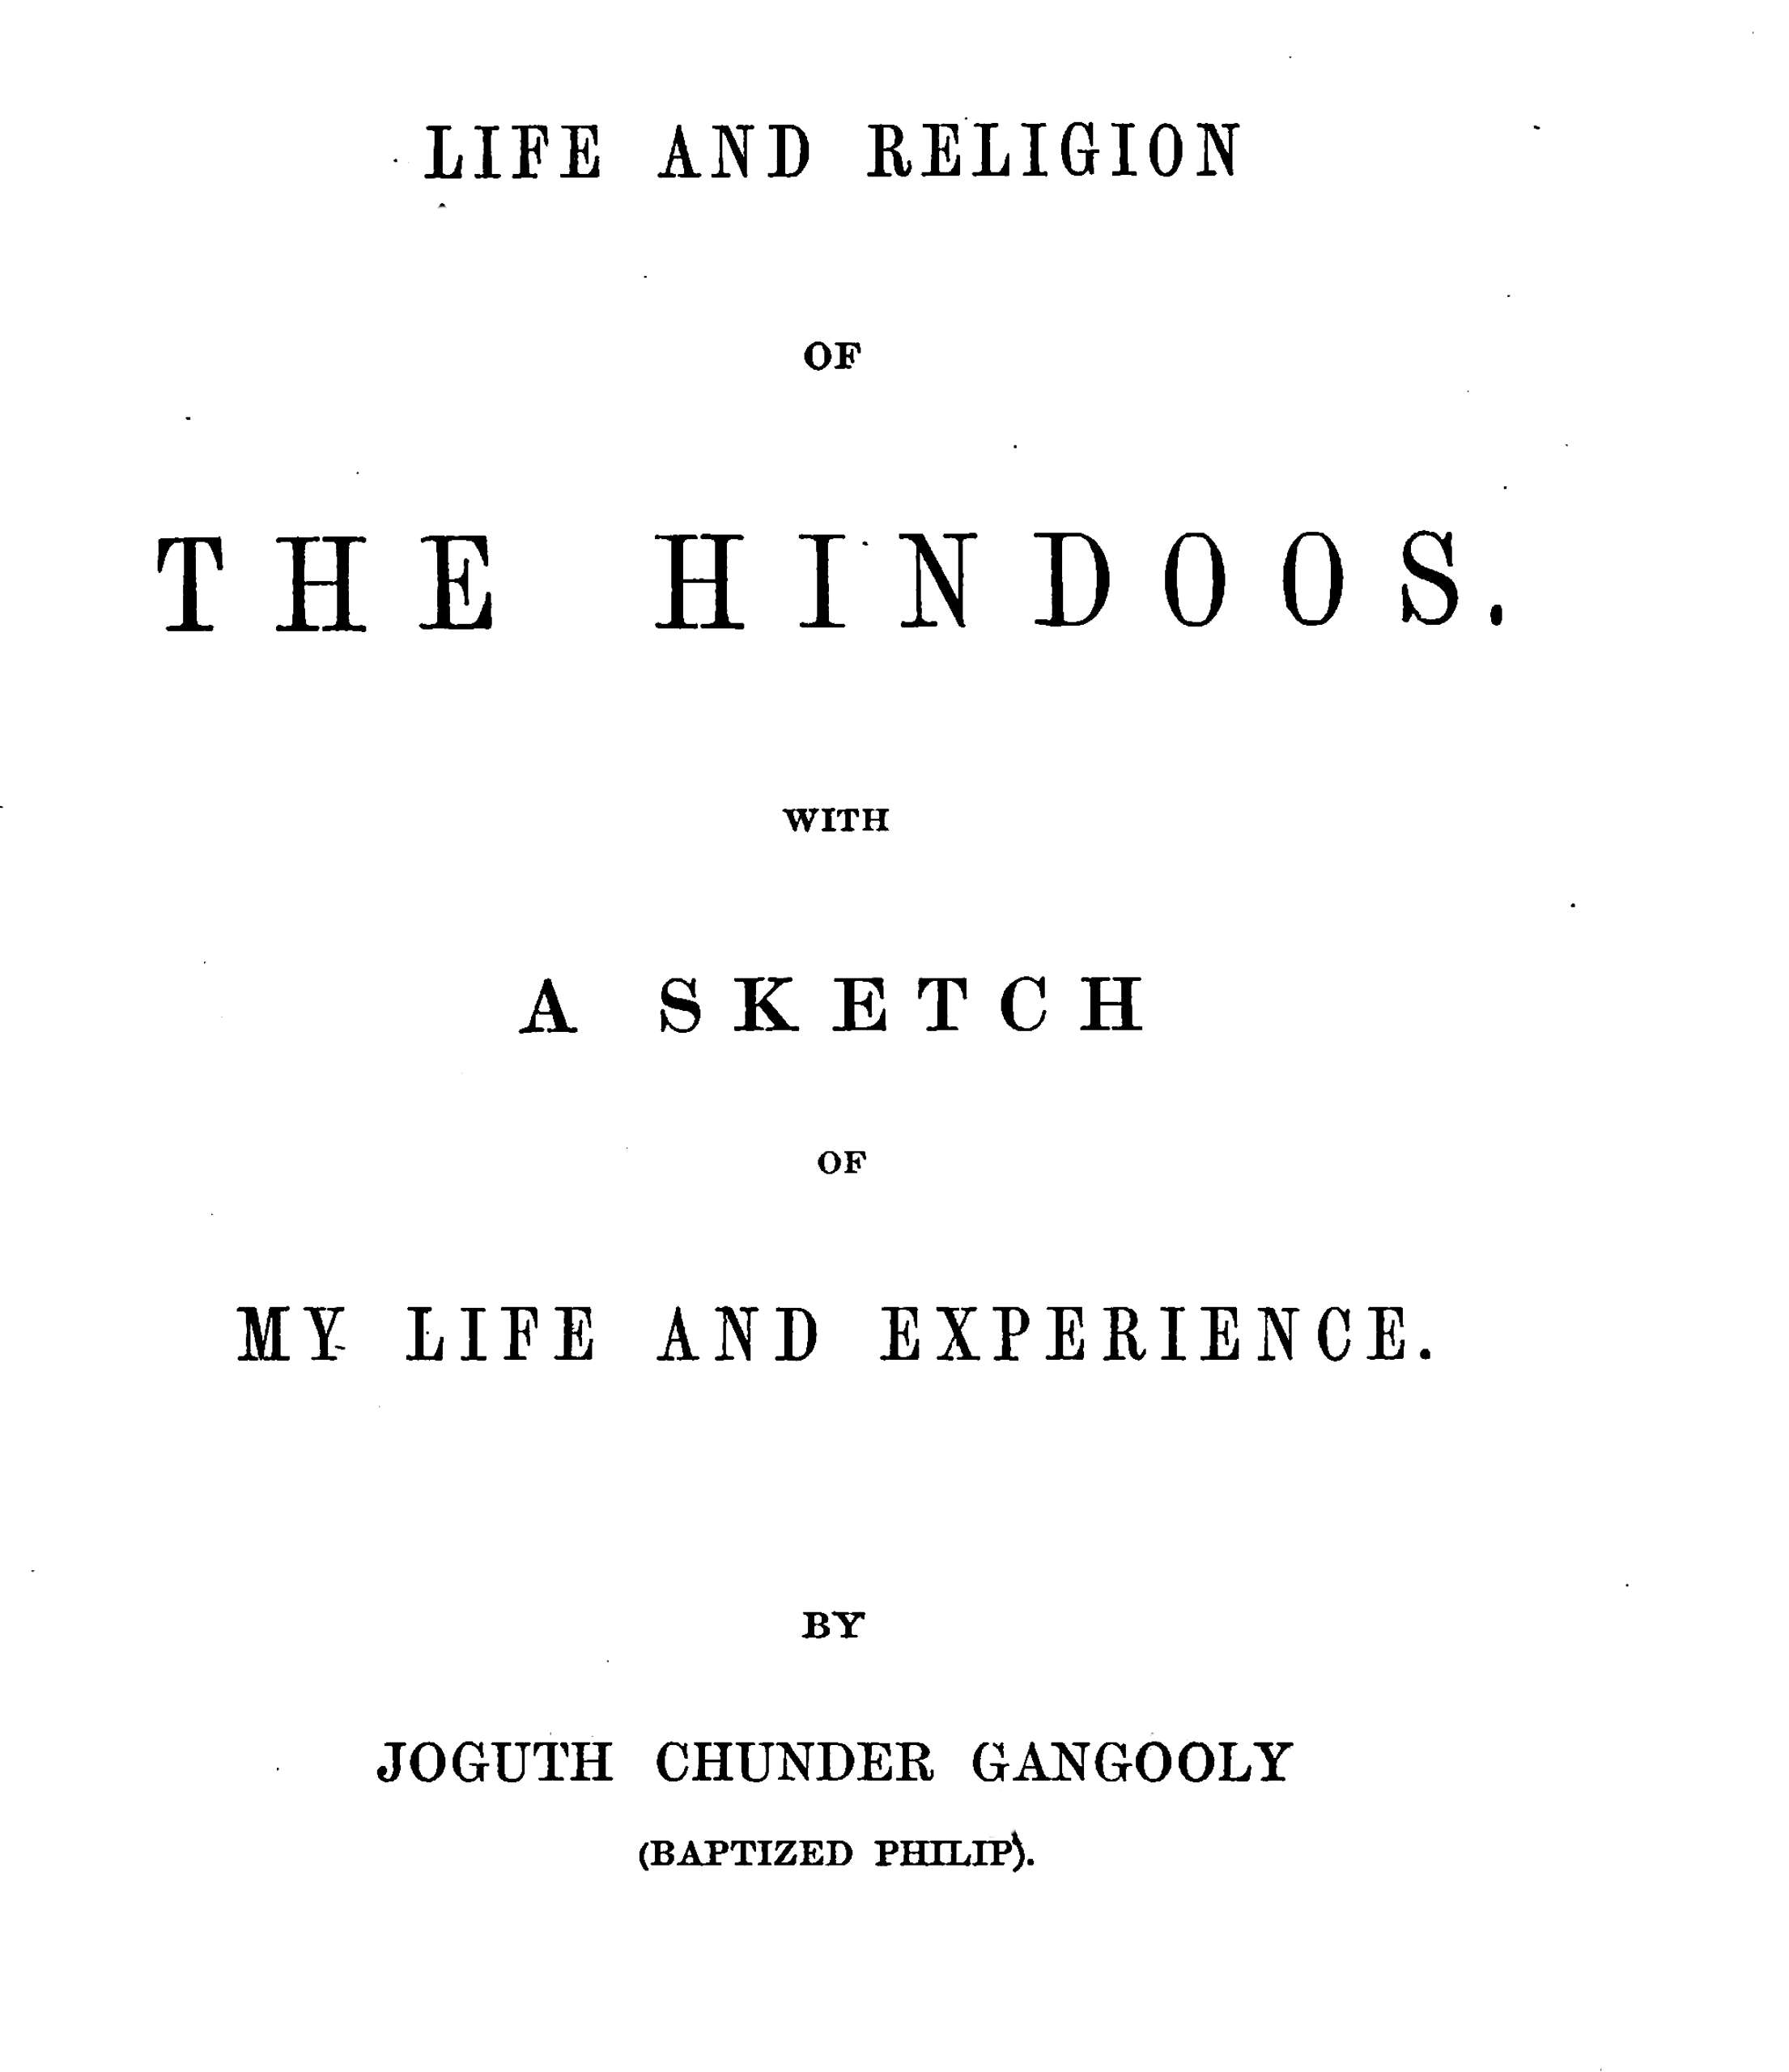 LIFE AND RELIGION
OF
THE HINDOOS.
WITH
A SKETCH
OF
MY LIFE AND EXPERIENCE.
BY
JOGUTH CHUNDER GANGOOLY
(BAPTIZED PHILIP).